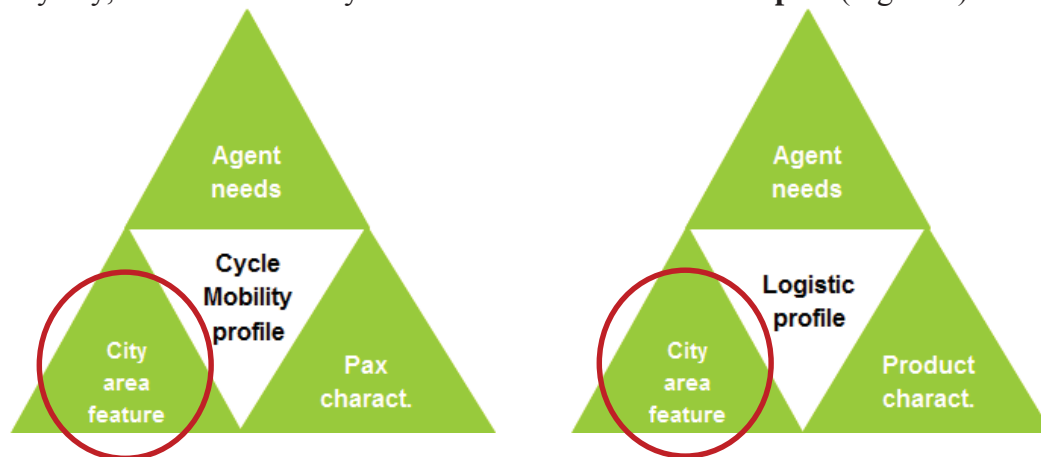 Agent
needs
Cycle
Mobility
profile
City
area
feature
Pax
charact.
Agent
needs
Logistic
profile
City
area
feature
Product
charact.